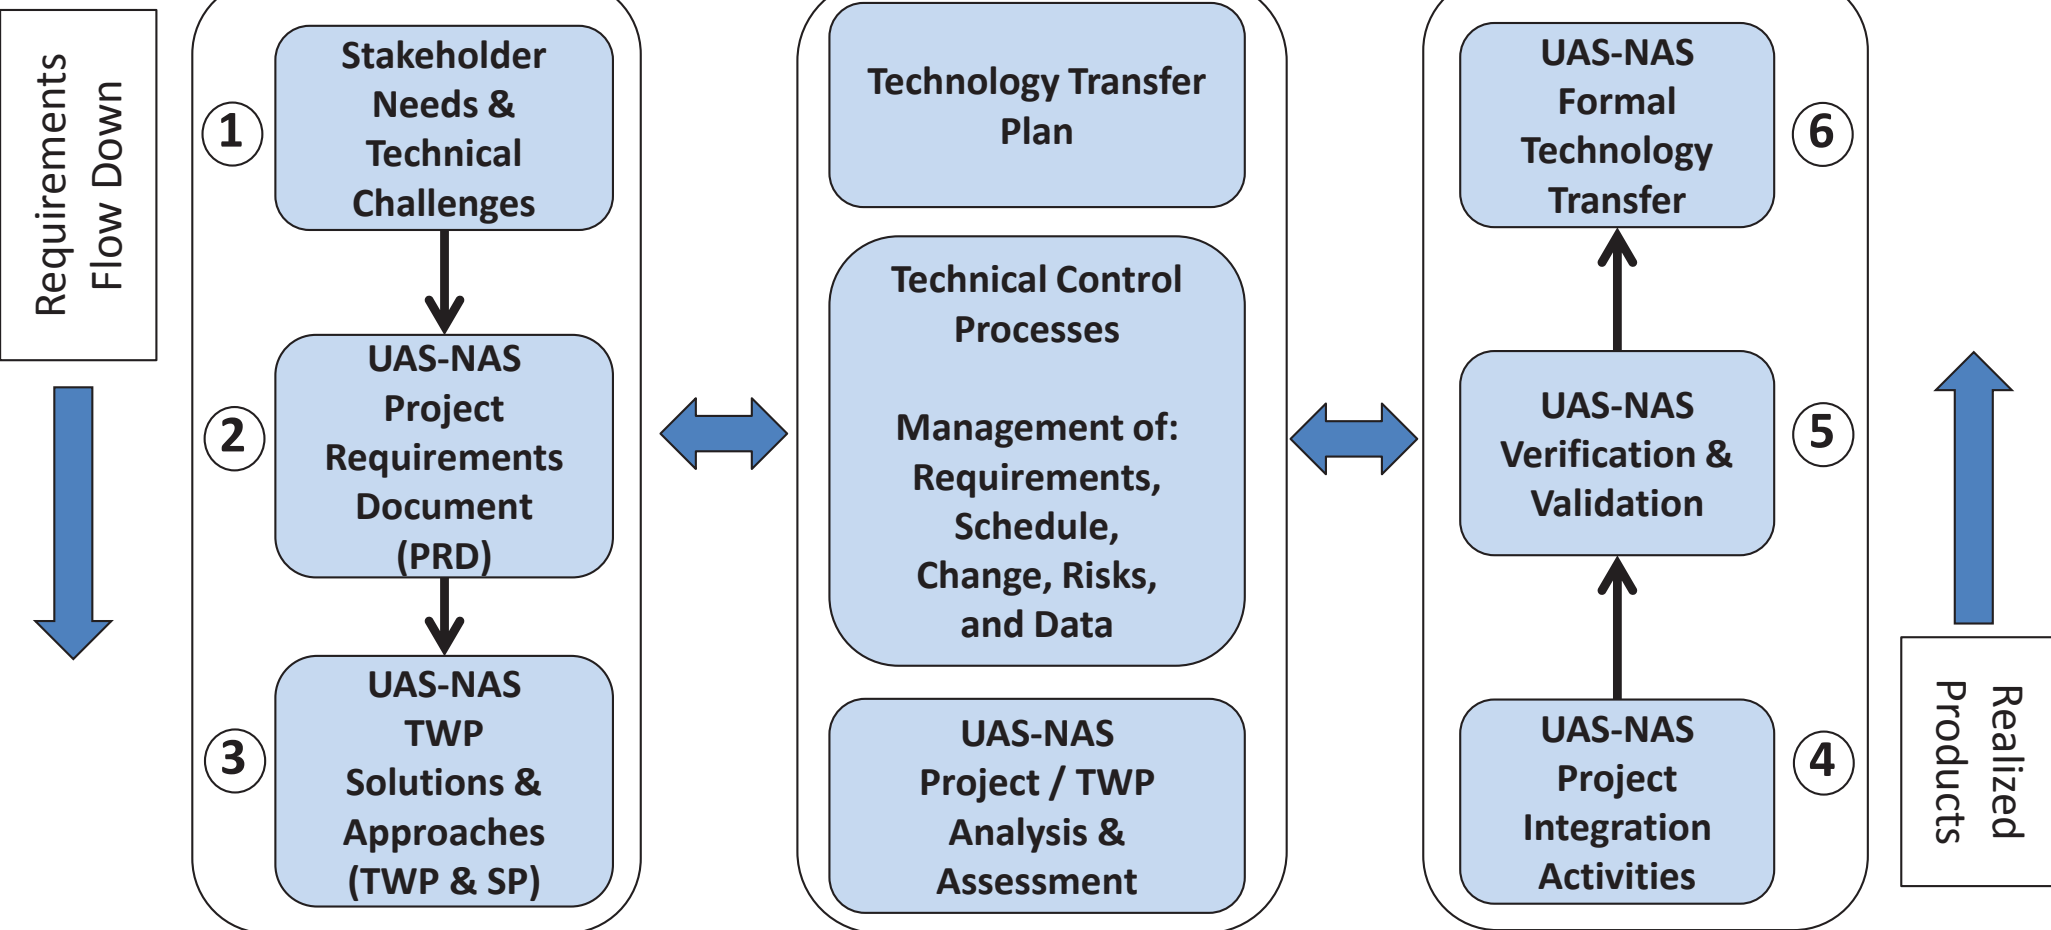 Requirements
Flow Down
1
Stakeholder
Needs &
Technical
Challenges
2
UAS-NAS
Project
Requirements
Document
(PRD)
3
UAS-NAS
TWP
Solutions &
Approaches
(TWP & SP)
Technology Transfer
Plan
Technical Control
Processes
Management of:
Requirements,
Schedule,
Change, Risks,
and Data
UAS-NAS
Project / TWP
Analysis &
Assessment
UAS-NAS
Formal
Technology
Transfer
6
UAS-NAS
Verification &
Validation
5
UAS-NAS
Project
Integration
Activities
4
Realized
Products